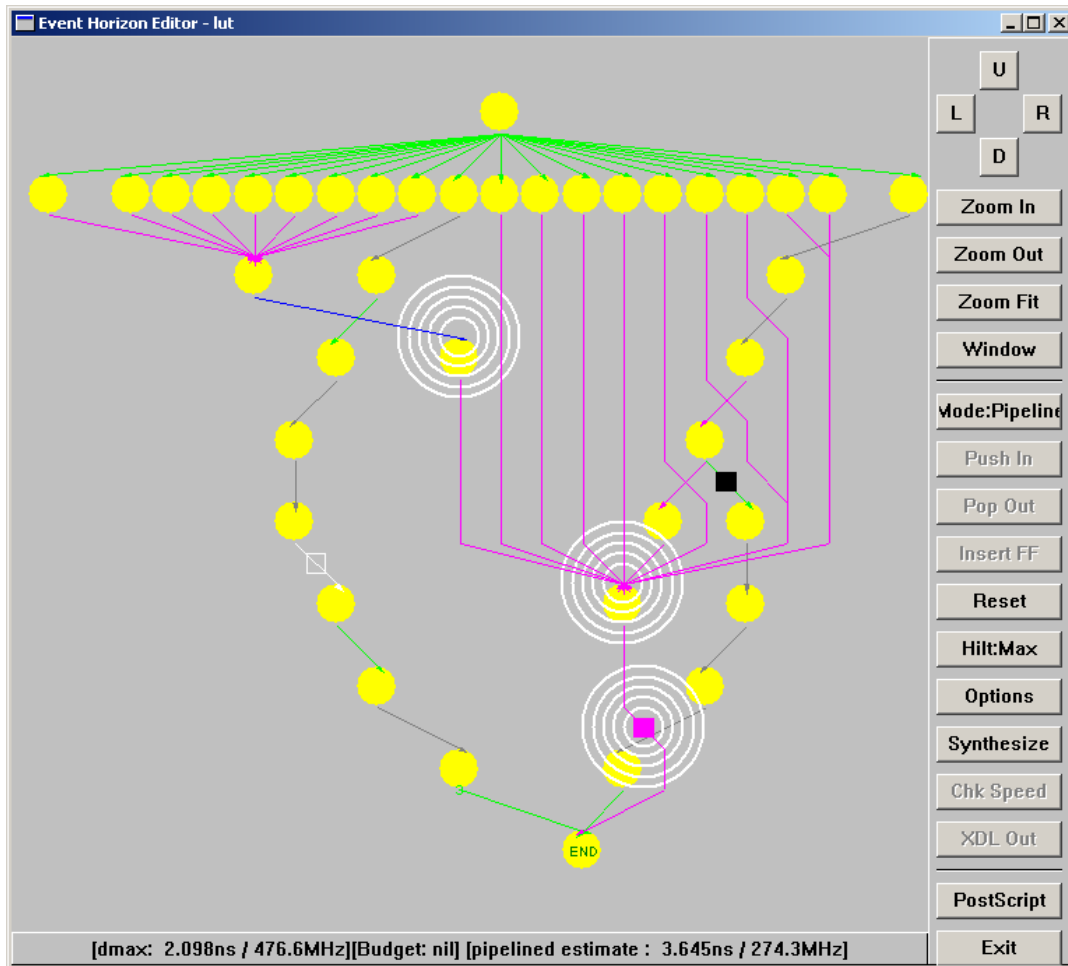 Event Horizon Editor - lut
U
L R
D
Zoom In
Zoom Out
Zoom Fit
Window
Mode:Pipeline
Push In
Pop Out
Insert FF
Reset
Hilt:Max
Options
Synthesize
Chk Speed
XDL Out
PostScript
Exit
3
END
[dmax: 2.098ns / 476.6MHz][Budget: nil] [pipelined estimate : 3.645ns / 274.3MHz]